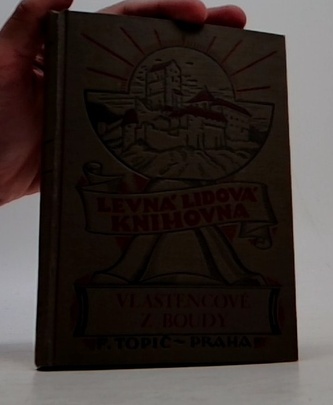 LEVNÁ LIDOVÁ
KNIHOVNA
VLASTENCOVÉ
Z BOUDY
F. TOPIČ – PRAHA